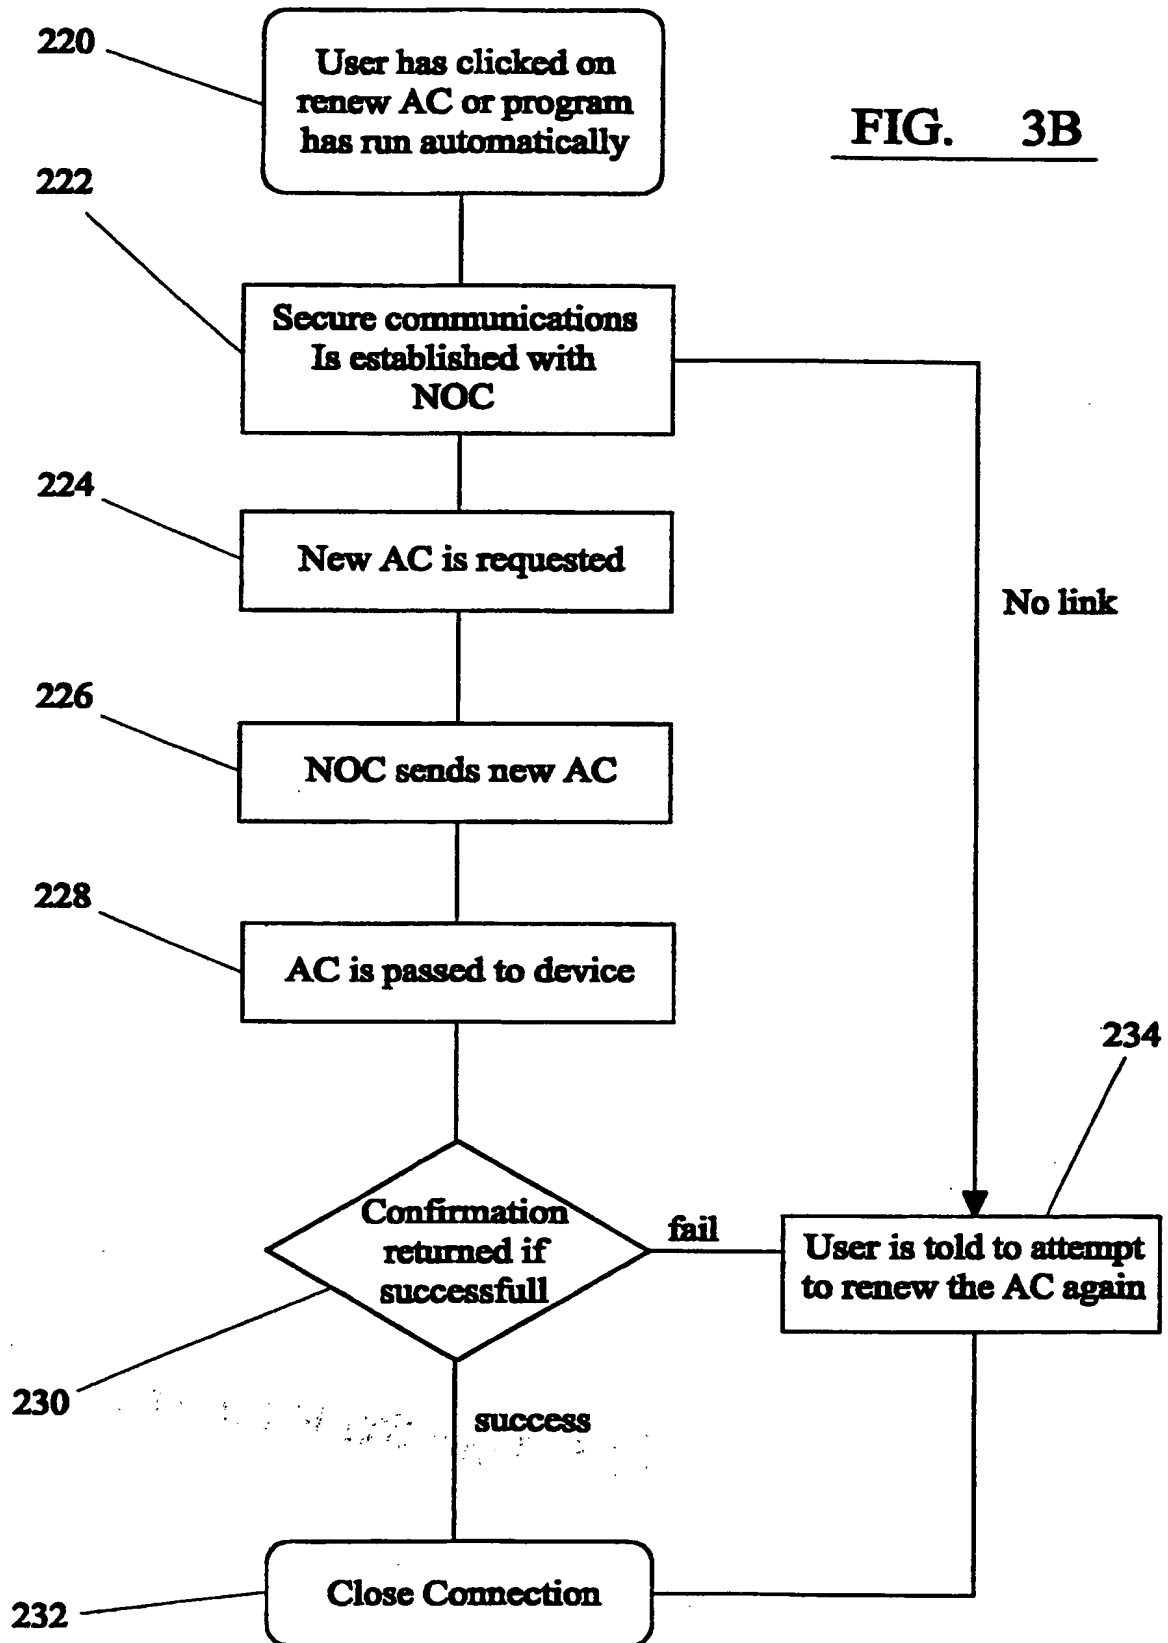 220
User has clicked on
renew AC or program
has run automatically
FIG. 3B
222
Secure communications
Is established with
NOC
224
New AC is requested
No link
226
NOC sends new AC
228
AC is passed to device
234
Confirmation
returned if
successfull
fail
User is told to attempt
to renew the AC again
230
success
Close Connection
232